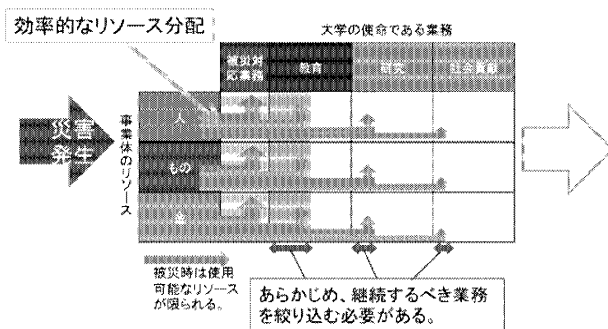 効率的なリソース分配
大学の使命である業務
被災対
応業務
教育
研究
社会貢献
災害
発生
事業体のリソース
人
もの
金
被災時は使用
可能なリソース
が限られる。
あらかじめ、継続するべき業務
を絞り込む必要がある。